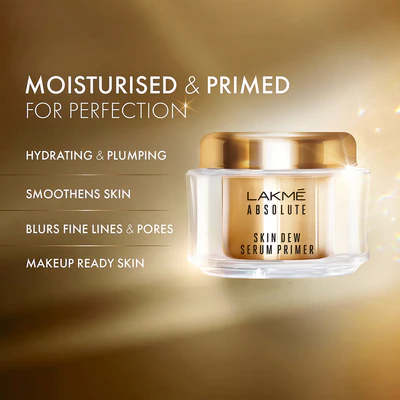 MOISTURISED & PRIMED
FOR PERFECTION
HYDRATING & PLUMPING
SMOOTHENS SKIN
BLURS FINE LINES & PORES
MAKEUP READY SKIN
LAKMÉ
ABSOLUTE
SKIN DEW
SERUM PRIMER